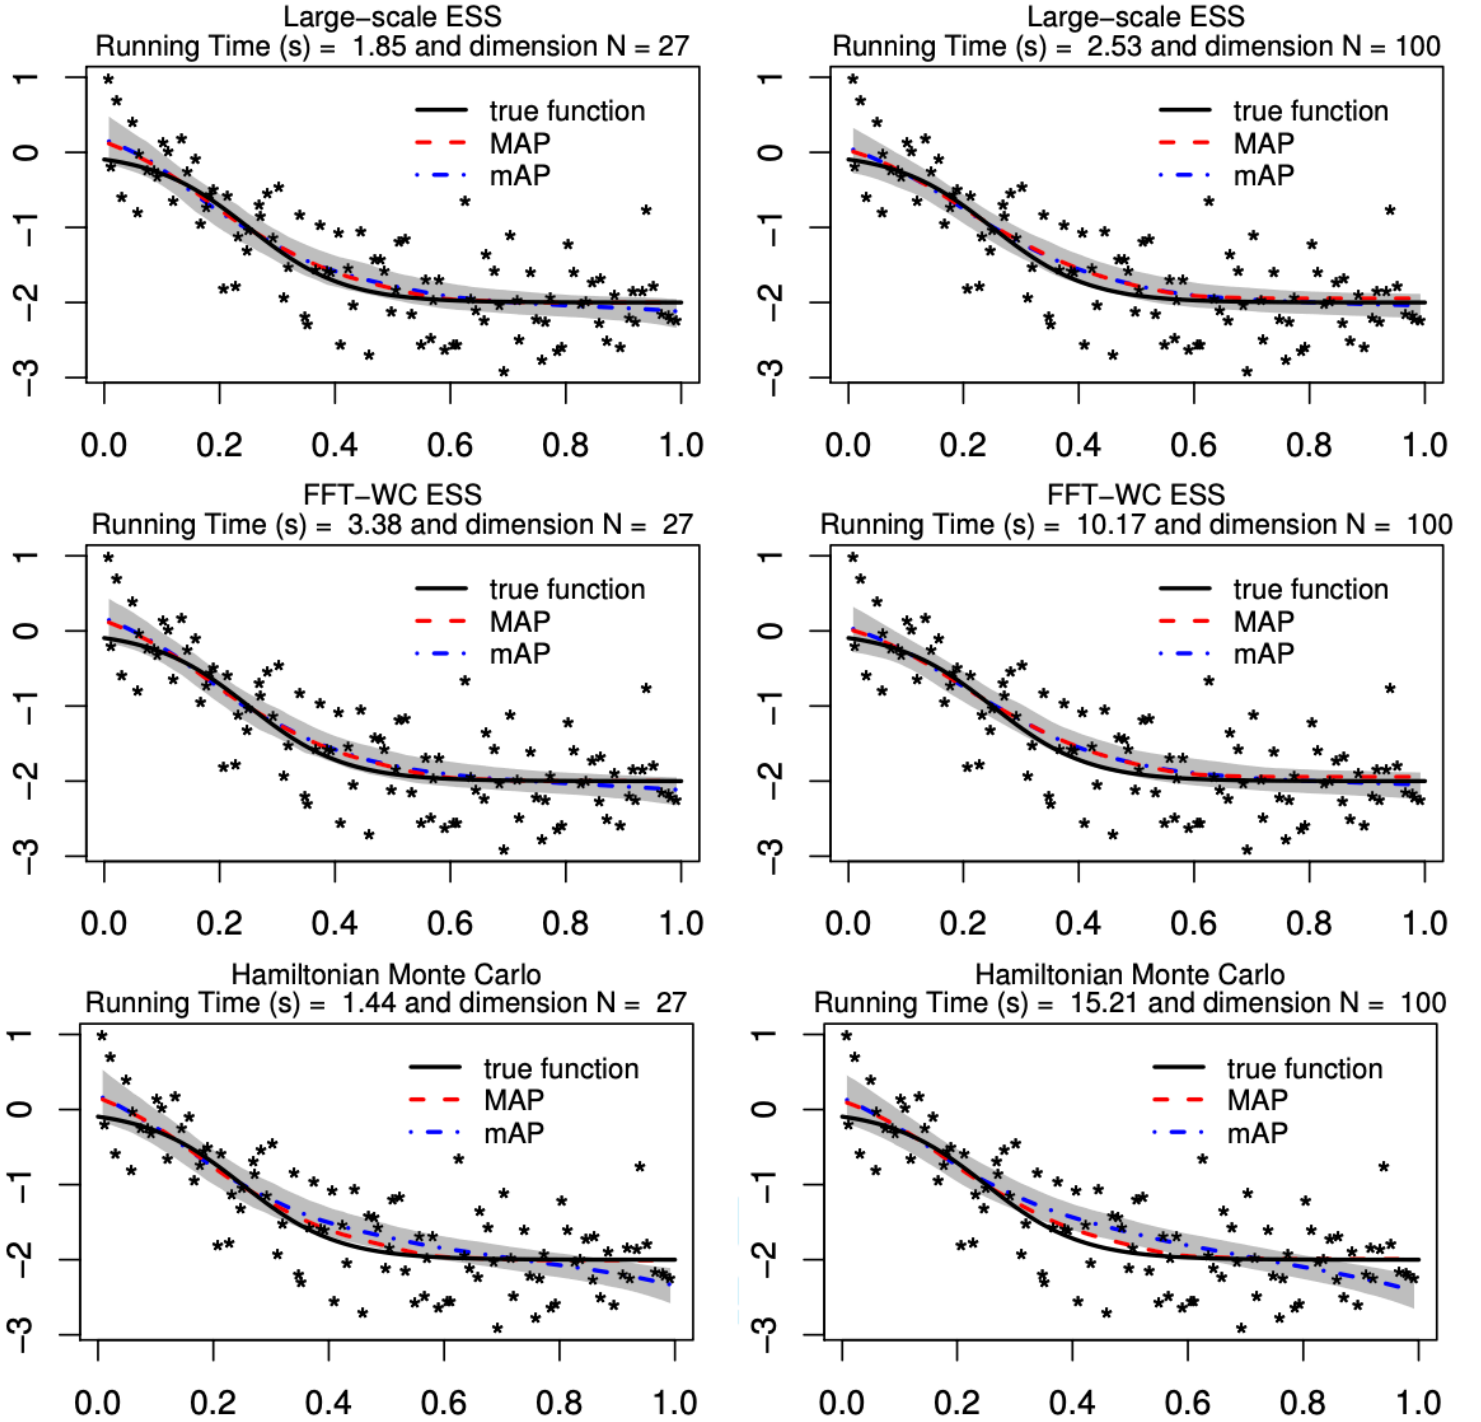 Large−scale ESS
Running Time (s) = 1.85 and dimension N = 27
1
0
−1
−2
−3
true function
MAP
mAP
0.0 0.2 0.4 0.6 0.8 1.0
Large−scale ESS
Running Time (s) = 2.53 and dimension N = 100
1
0
−1
−2
−3
true function
MAP
mAP
0.0 0.2 0.4 0.6 0.8 1.0
FFT−WC ESS
Running Time (s) = 3.38 and dimension N = 27
1
0
−1
−2
−3
true function
MAP
mAP
0.0 0.2 0.4 0.6 0.8 1.0
FFT−WC ESS
Running Time (s) = 10.17 and dimension N = 100
1
0
−1
−2
−3
true function
MAP
mAP
0.0 0.2 0.4 0.6 0.8 1.0
Hamiltonian Monte Carlo
Running Time (s) = 1.44 and dimension N = 27
1
0
−1
−2
−3
true function
MAP
mAP
0.0 0.2 0.4 0.6 0.8 1.0
Hamiltonian Monte Carlo
Running Time (s) = 15.21 and dimension N = 100
1
0
−1
−2
−3
true function
MAP
mAP
0.0 0.2 0.4 0.6 0.8 1.0